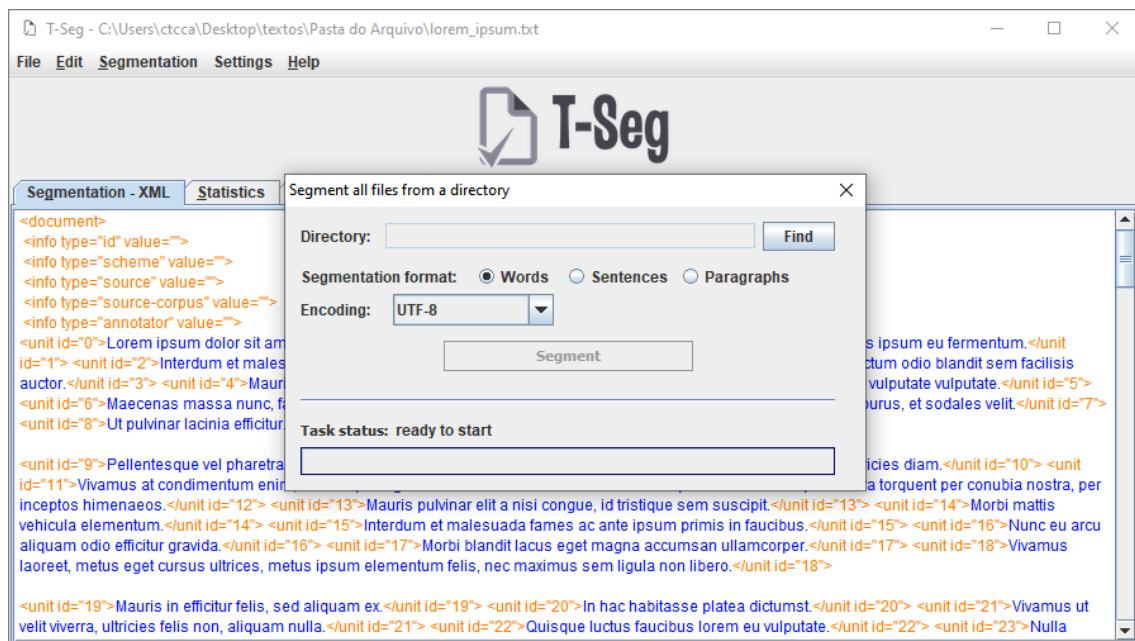 T-Seg - C:\Users\ctcca\Desktop\textos\Pasta do Arquivo\lorem_ipsum.txt
File Edit Segmentation Settings Help
T-Seg
Segmentation - XML Statistics
Segment all files from a directory
Directory: Find
Segmentation format: Words Sentences Paragraphs
Encoding: UTF-8
Segment
Task status: ready to start
<document>
<info type="id" value="">
<info type="scheme" value="">
<info type="source" value="">
<info type="source-corpus" value="">
<info type="annotator" value="">
<unit id="0">Lorem ipsum dolor sit am s ipsum eu fermentum.</unit
id="1"> <unit id="2">Interdum et males ctum odio blandit sem facilisis
auctor.</unit id="3"> <unit id="4">Mauri vulputate vulputate.</unit id="5">
<unit id="6">Maecenas massa nunc, purus, et sodales velit.</unit id="7">
<unit id="8">Ut pulvinar lacinia efficitur.
<unit id="9">Pellentesque vel pharetra icies diam.</unit id="10"> <unit
id="11">Vivamus at condimentum enim a torquent per conubia nostra, per
inceptos himenaeos.</unit id="12"> <unit id="13">Mauris pulvinar elit a nisi congue, id tristique sem suscipit.</unit id="13"> <unit id="14">Morbi mattis
vehicula elementum.</unit id="14"> <unit id="15">Interdum et malesuada fames ac ante ipsum primis in faucibus.</unit id="15"> <unit id="16">Nunc eu arcu
aliquam odio efficitur gravida.</unit id="16"> <unit id="17">Morbi blandit lacus eget magna accumsan ullamcorper.</unit id="17"> <unit id="18">Vivamus
laoreet, metus eget cursus ultrices, metus ipsum elementum felis, nec maximus sem ligula non libero.</unit id="18">
<unit id="19">Mauris in efficitur felis, sed aliquam ex.</unit id="19"> <unit id="20">In hac habitasse platea dictumst.</unit id="20"> <unit id="21">Vivamus ut
velit viverra, ultricies felis non, aliquam nulla.</unit id="21"> <unit id="22">Quisque luctus faucibus lorem eu vulputate.</unit id="22"> <unit id="23">Nulla